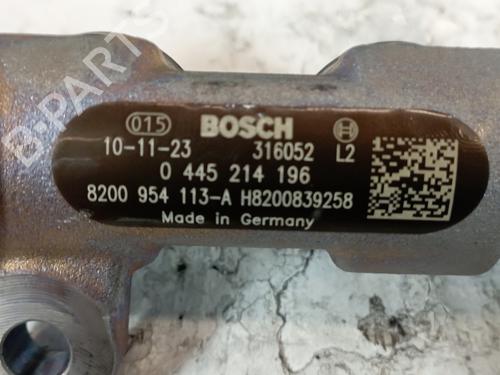 B-PARTS
015 BOSCH
10-11-23 316052 L2
0 445 214 196
8200 954 113-A H8200839258
Made in Germany